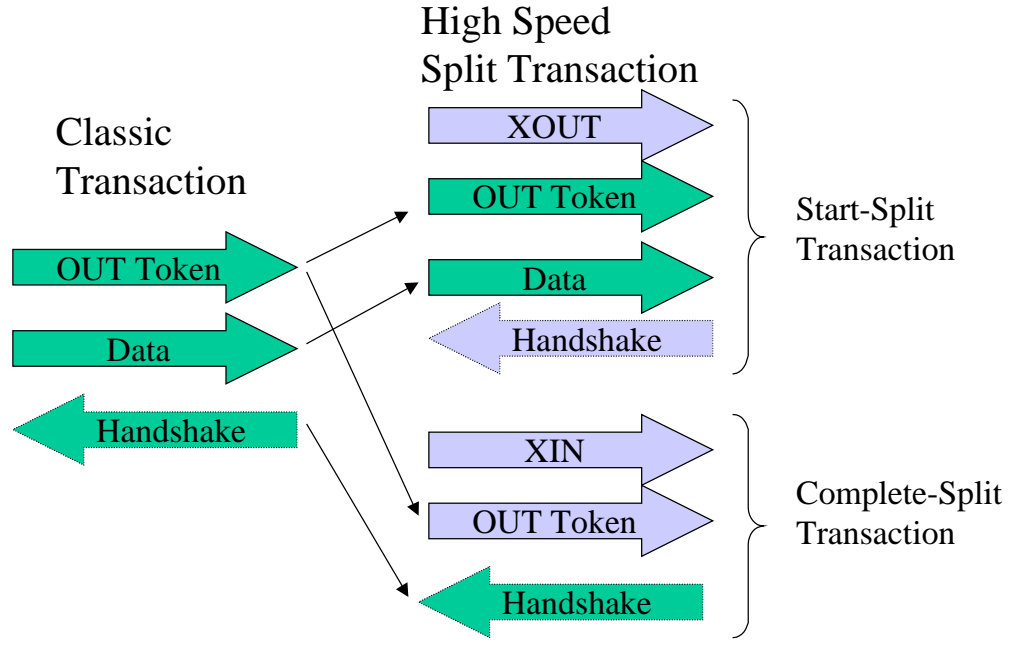 High Speed
Split Transaction
Classic
Transaction
OUT Token
Data
Handshake
XOUT
OUT Token
Data
Handshake
Start-Split
Transaction
XIN
OUT Token
Handshake
Complete-Split
Transaction